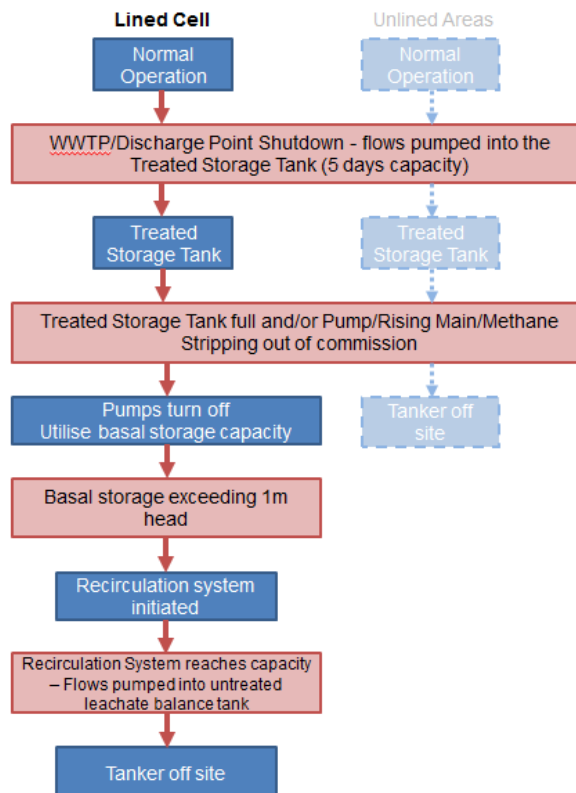 Lined Cell
Unlined Areas
Normal
Operation
Normal
Operation
WWTP/Discharge Point Shutdown - flows pumped into the
Treated Storage Tank (5 days capacity)
Treated
Storage Tank
Treated
Storage Tank
Treated Storage Tank full and/or Pump/Rising Main/Methane
Stripping out of commission
Pumps turn off
Utilise basal storage capacity
Tanker off
site
Basal storage exceeding 1m
head
Recirculation system
initiated
Recirculation System reaches capacity
– Flows pumped into untreated
leachate balance tank
Tanker off site